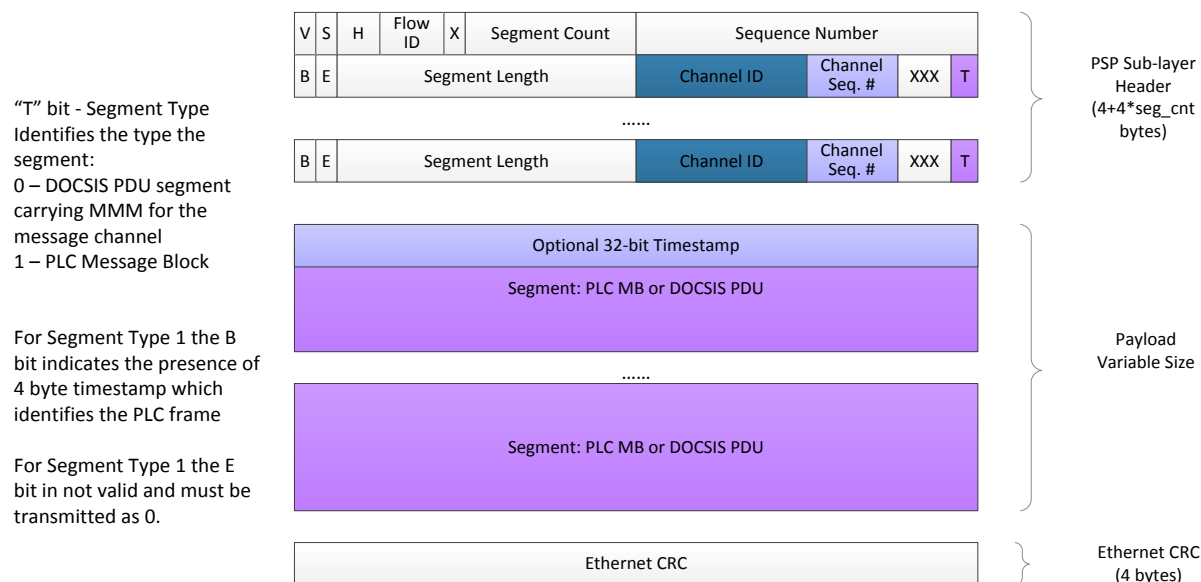 V S H Flow ID X Segment Count Sequence Number
B E Segment Length Channel ID Channel Seq. # XXX T
......
B E Segment Length Channel ID Channel Seq. # XXX T
PSP Sub-layer
Header
(4+4*seg_cnt
bytes)
“T” bit - Segment Type
Identifies the type the
segment:
0 – DOCSIS PDU segment
carrying MMM for the
message channel
1 – PLC Message Block
For Segment Type 1 the B
bit indicates the presence of
4 byte timestamp which
identifies the PLC frame
For Segment Type 1 the E
bit in not valid and must be
transmitted as 0.
Optional 32-bit Timestamp
Segment: PLC MB or DOCSIS PDU
......
Segment: PLC MB or DOCSIS PDU
Payload
Variable Size
Ethernet CRC
Ethernet CRC
(4 bytes)